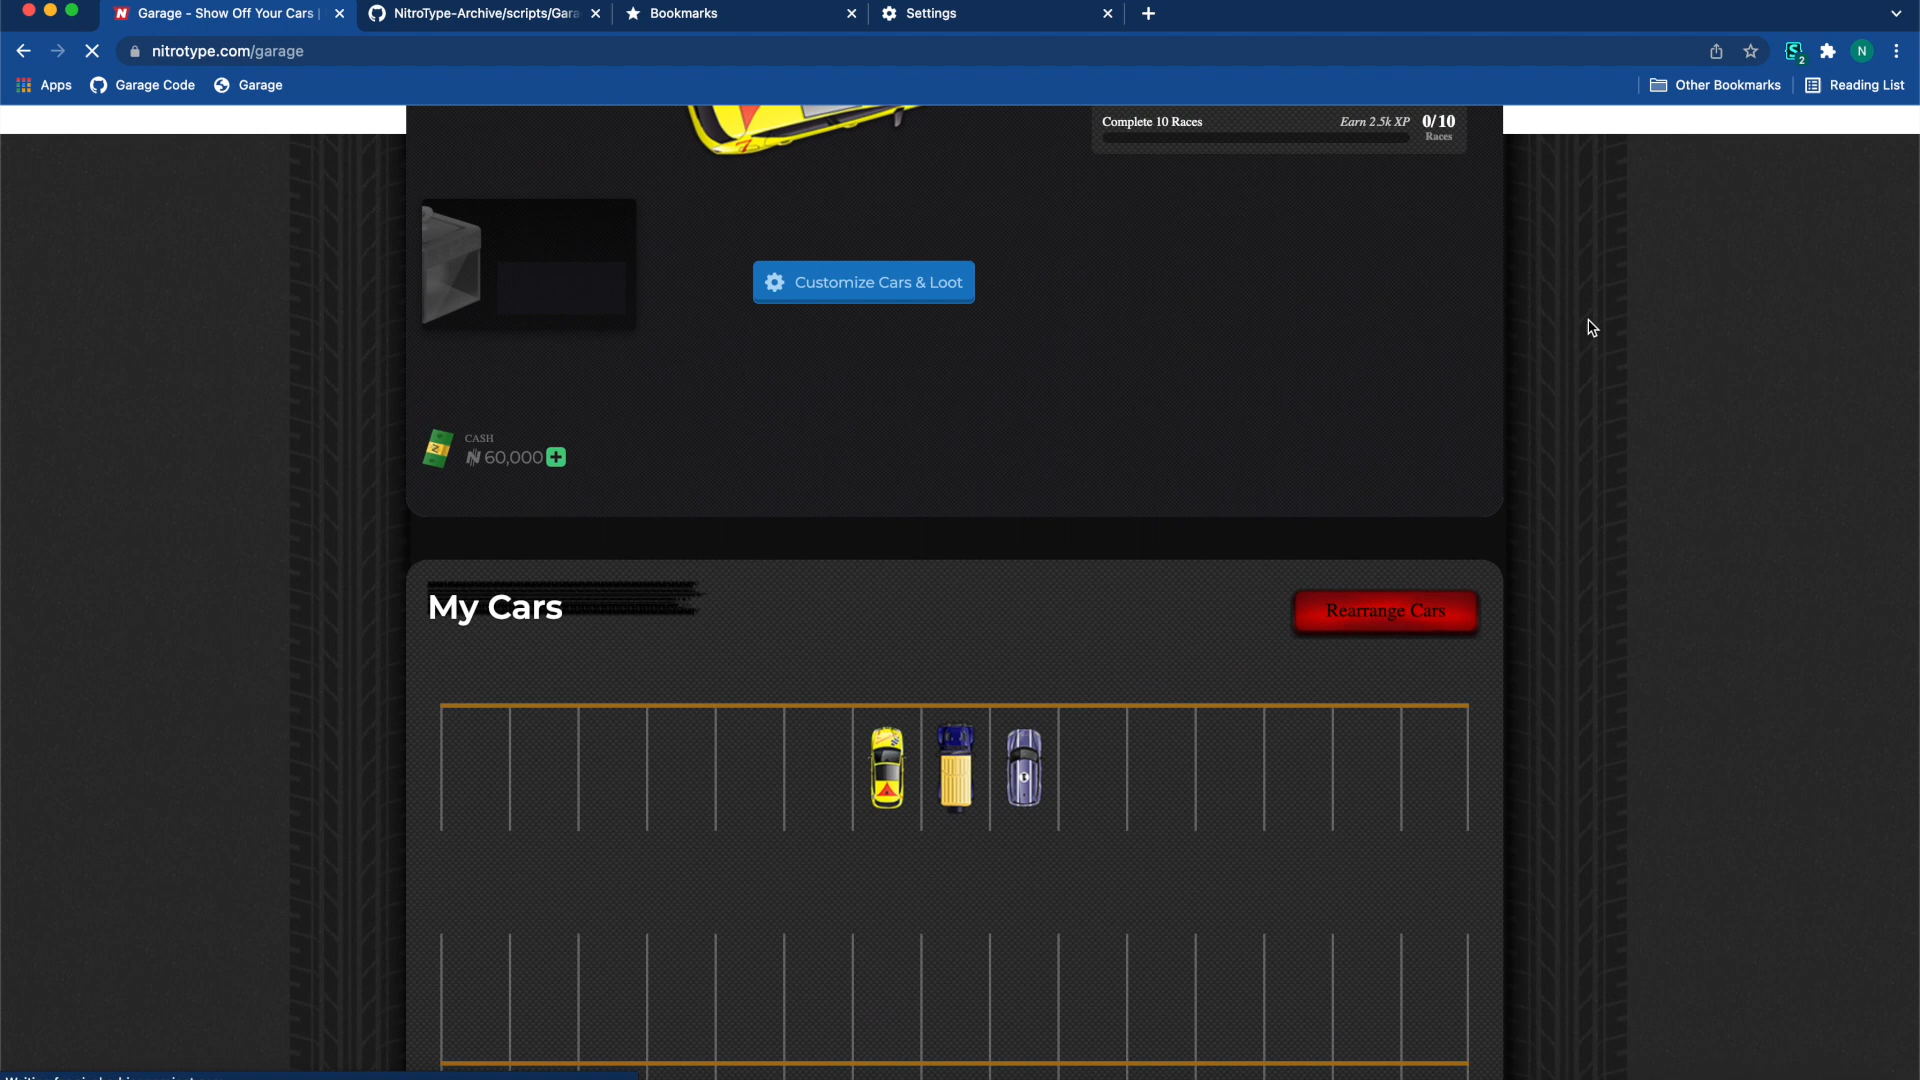 Garage - Show Off Your Cars |
NitroType-Archive/scripts/Gara
Bookmarks
Settings
nitrotype.com/garage
2
N
Apps
Garage Code
Garage
Other Bookmarks
Reading List
Complete 10 Races
Earn 2.5k XP
0/10
Races
Customize Cars & Loot
CASH
60,000
My Cars
Rearrange Cars